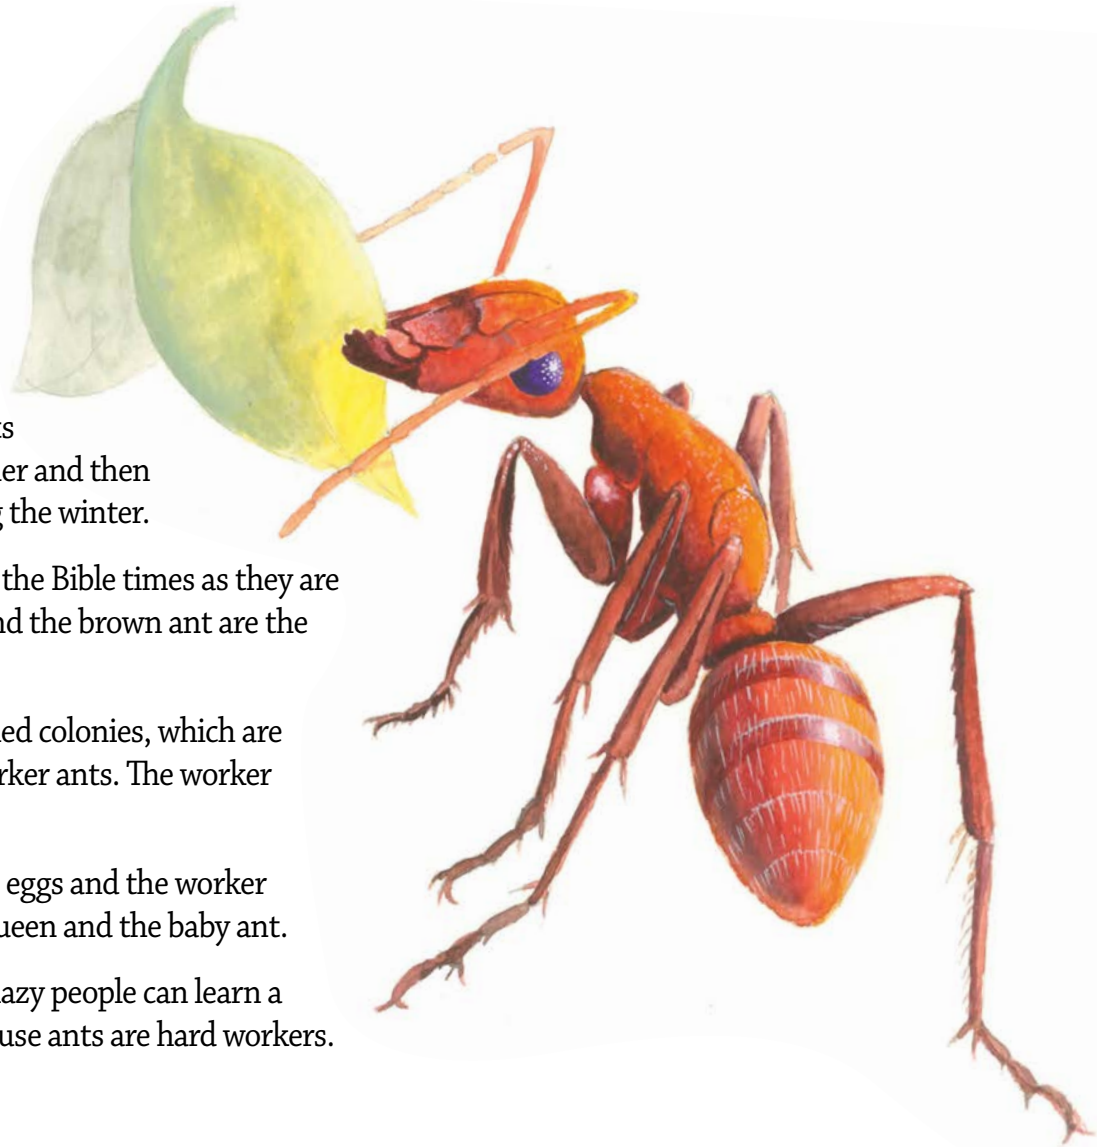 ts
er and then
g the winter.
the Bible times as they are
nd the brown ant are the
ed colonies, which are
rker ants. The worker
eggs and the worker
ueen and the baby ant.
azy people can learn a
use ants are hard workers.